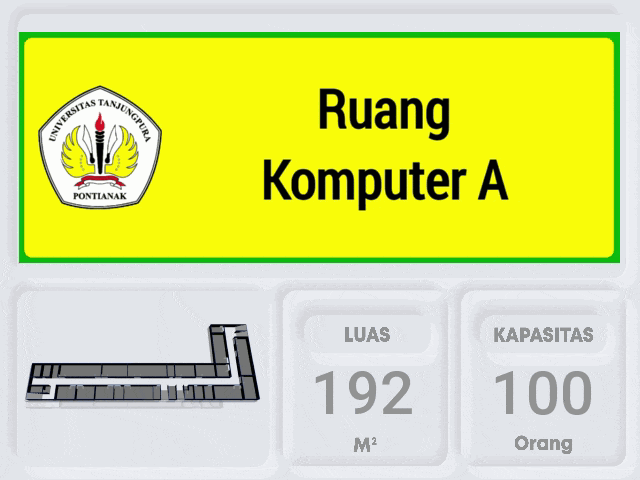 Ruang
Komputer A
UNIVERSITAS TANJUNGPURA
PONTIANAK
LUAS
192
M²
KAPASITAS
100
Orang